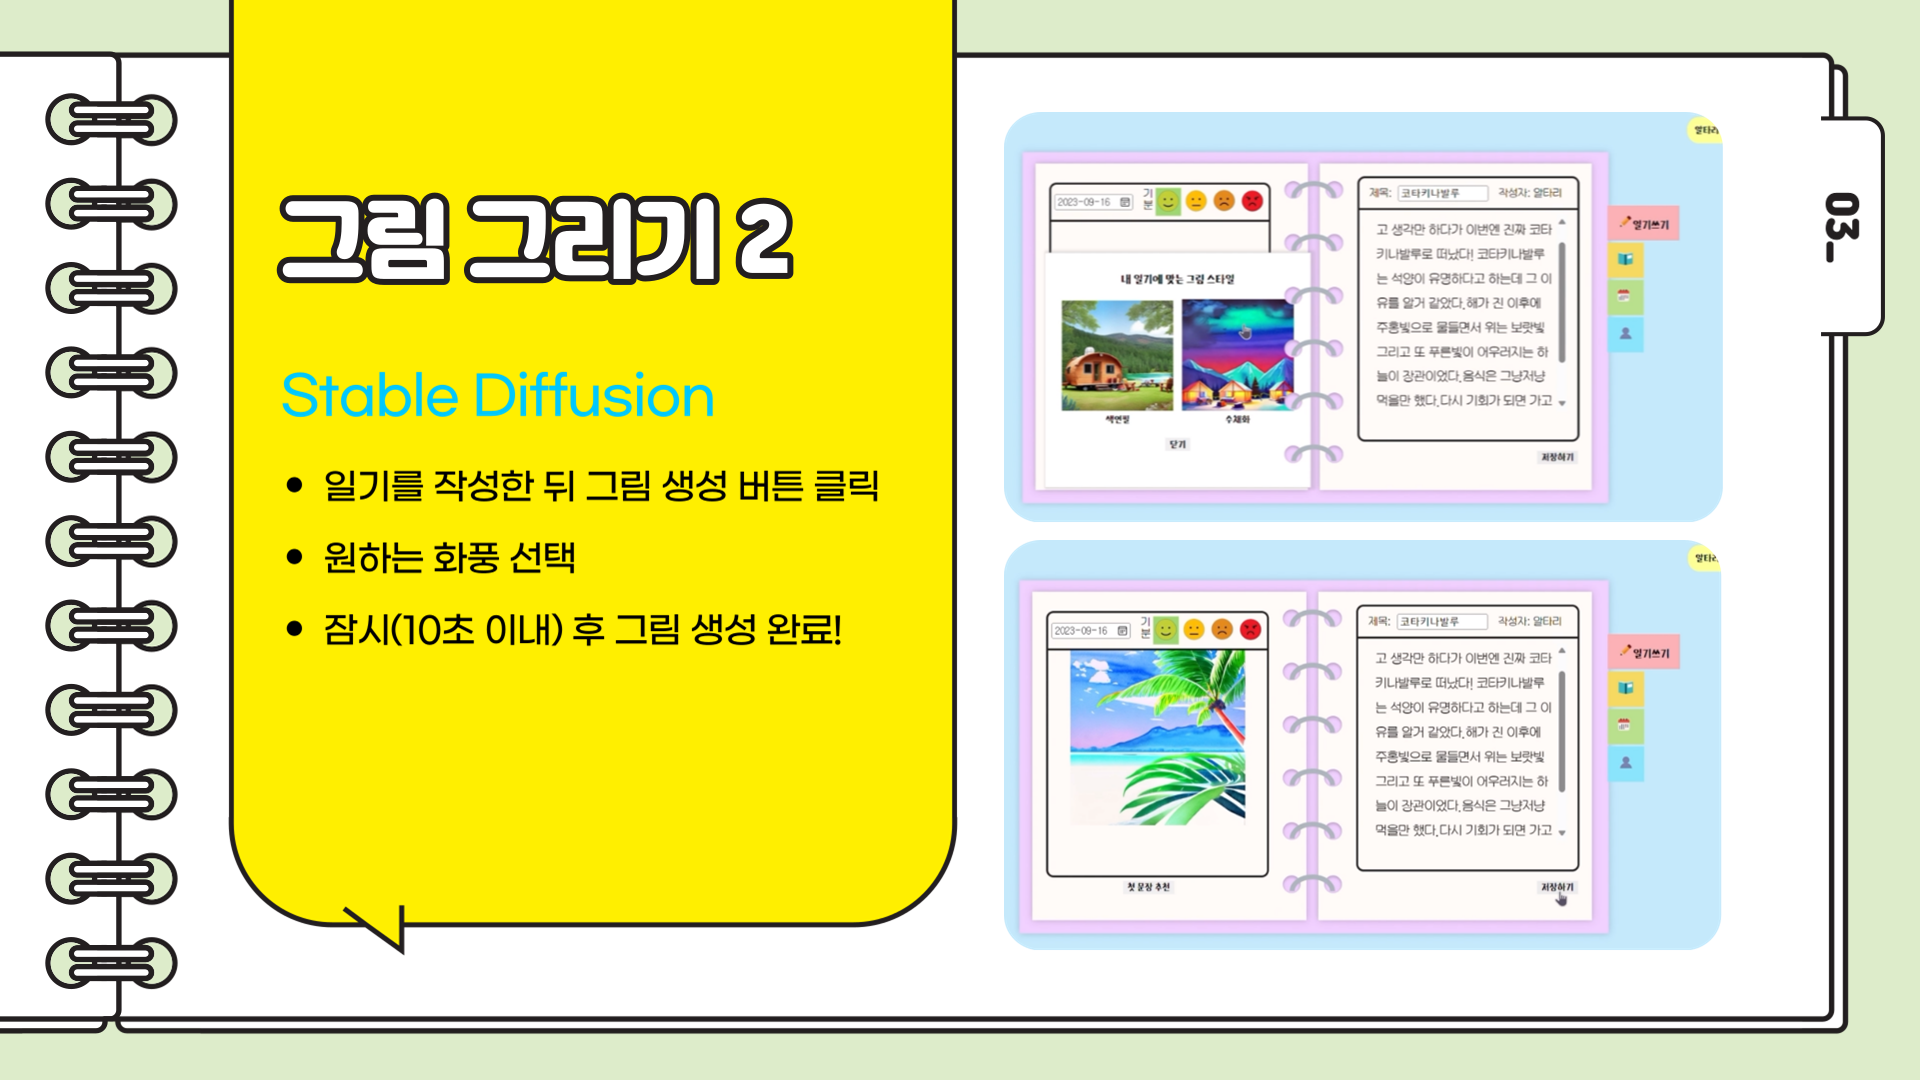 그림 그리기 2
Stable Diffusion
일기를 작성한 뒤 그림 생성 버튼 클릭
원하는 화풍 선택
잠시(10초 이내) 후 그림 생성 완료!
03_
알타리
2023-09-16
기분
내 일기에 맞는 그림 스타일
색연필
수채화
닫기
제목: 코타키나발루 작성자: 알타리
고 생각만 하다가 이번엔 진짜 코타
키나발루로 떠났다! 코타키나발루
는 석양이 유명하다고 하는데 그 이
유를 알거 같았다.해가 진 이후에
주홍빛으로 물들면서 위는 보랏빛
그리고 또 푸른빛이 어우러지는 하
늘이 장관이었다.음식은 그냥저냥
먹을만 했다.다시 기회가 되면 가고
저장하기
일기쓰기
2023-09-16
기분
첫 문장 추천
제목: 코타키나발루 작성자: 알타리
고 생각만 하다가 이번엔 진짜 코타
키나발루로 떠났다! 코타키나발루
는 석양이 유명하다고 하는데 그 이
유를 알거 같았다.해가 진 이후에
주홍빛으로 물들면서 위는 보랏빛
그리고 또 푸른빛이 어우러지는 하
늘이 장관이었다.음식은 그냥저냥
먹을만 했다.다시 기회가 되면 가고
저장하기
일기쓰기